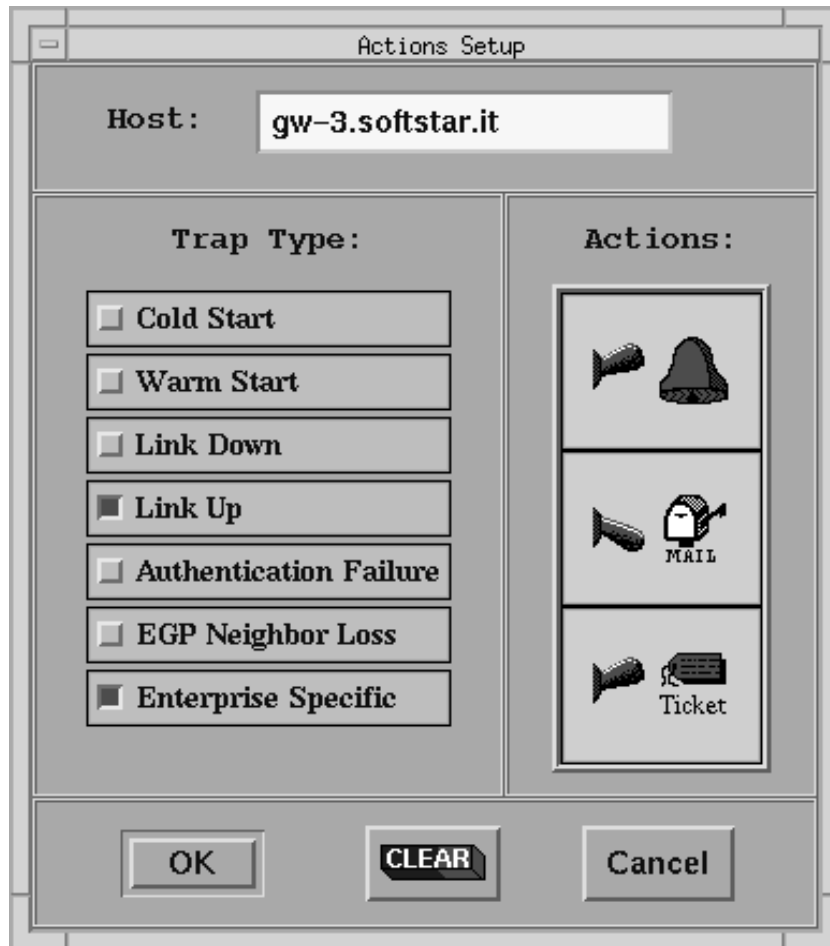 Actions Setup
Host: gw-3.softstar.it
Trap Type:
Cold Start
Warm Start
Link Down
Link Up
Authentication Failure
EGP Neighbor Loss
Enterprise Specific
Actions:
MAIL
Ticket
OK CLEAR Cancel